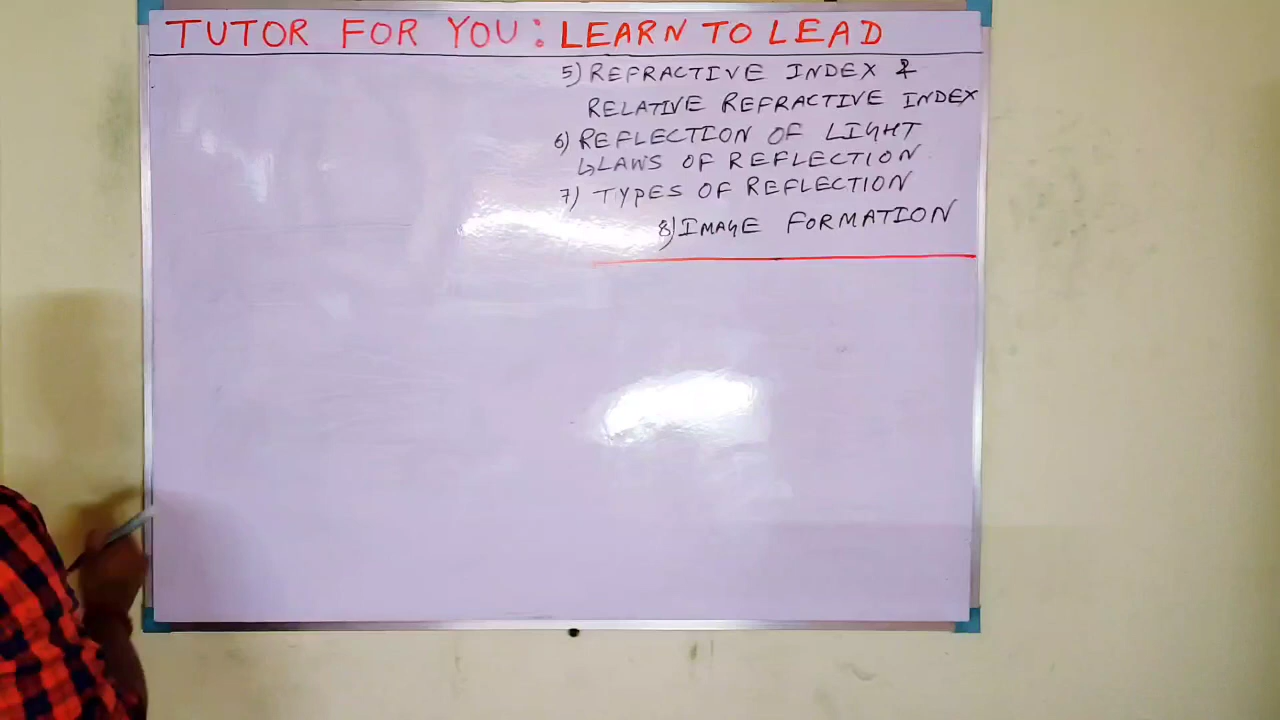 TUTOR FOR YOU: LEARN TO LEAD
5) REFRACTIVE INDEX &
RELATIVE REFRACTIVE INDEX
6) REFLECTION OF LIGHT
↳ LAWS OF REFLECTION
7) TYPES OF REFLECTION
8) IMAGE FORMATION